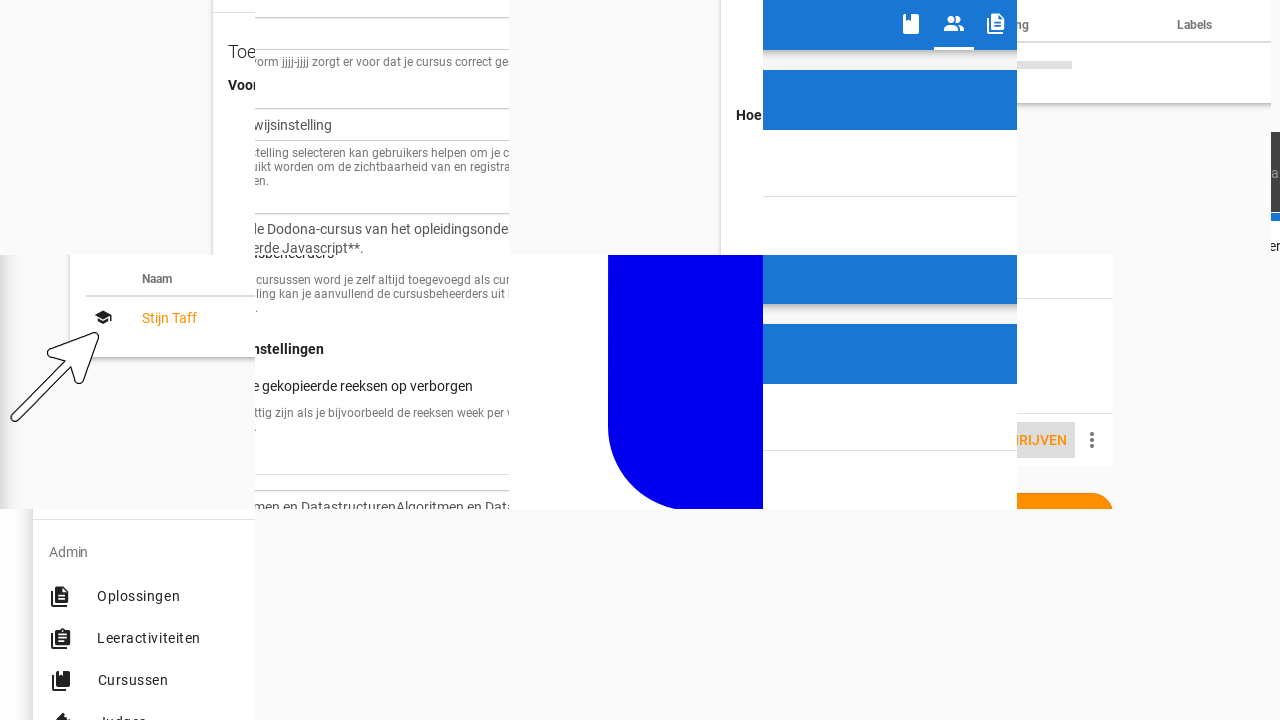 ng Labels
Toe
vorm jjjj-jjjj zorgt er voor dat je cursus correct ge
Voor
wijsinstelling
Hoe
stelling selecteren kan gebruikers helpen om je c
uikt worden om de zichtbaarheid van en registra
en.
de Dodona-cursus van het opleidingsonde
erde Javascript**.
Naam
cursussen word je zelf altijd toegevoegd als cur
ling kan je aanvullend de cursusbeheerders uit
Stijn Taff
nstellingen
e gekopieerde reeksen op verborgen
ttig zijn als je bijvoorbeeld de reeksen week per
RIJVEN
men en DatastructurenAlgoritmen en Data
Admin
Oplossingen
Leeractiviteiten
Cursussen